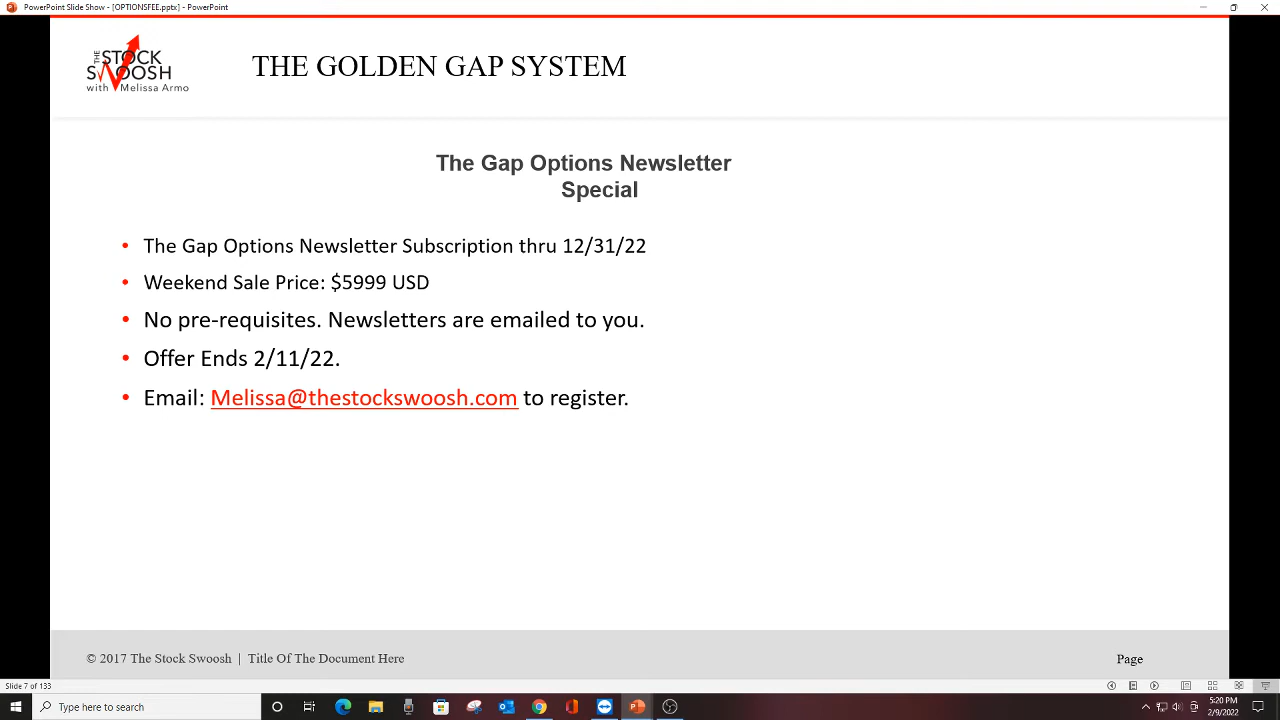 PowerPoint Slide Show - [OPTIONSFEE.pptx] - PowerPoint
THE STOCK
SWOOSH
with Melissa Armo
THE GOLDEN GAP SYSTEM
The Gap Options Newsletter
Special
• The Gap Options Newsletter Subscription thru 12/31/22
• Weekend Sale Price: $5999 USD
• No pre-requisites. Newsletters are emailed to you.
• Offer Ends 2/11/22.
• Email: Melissa@thestockswoosh.com to register.
© 2017 The Stock Swoosh | Title Of The Document Here
Page
Slide 7 of 133
Type here to search
5:20 PM
2/9/2022